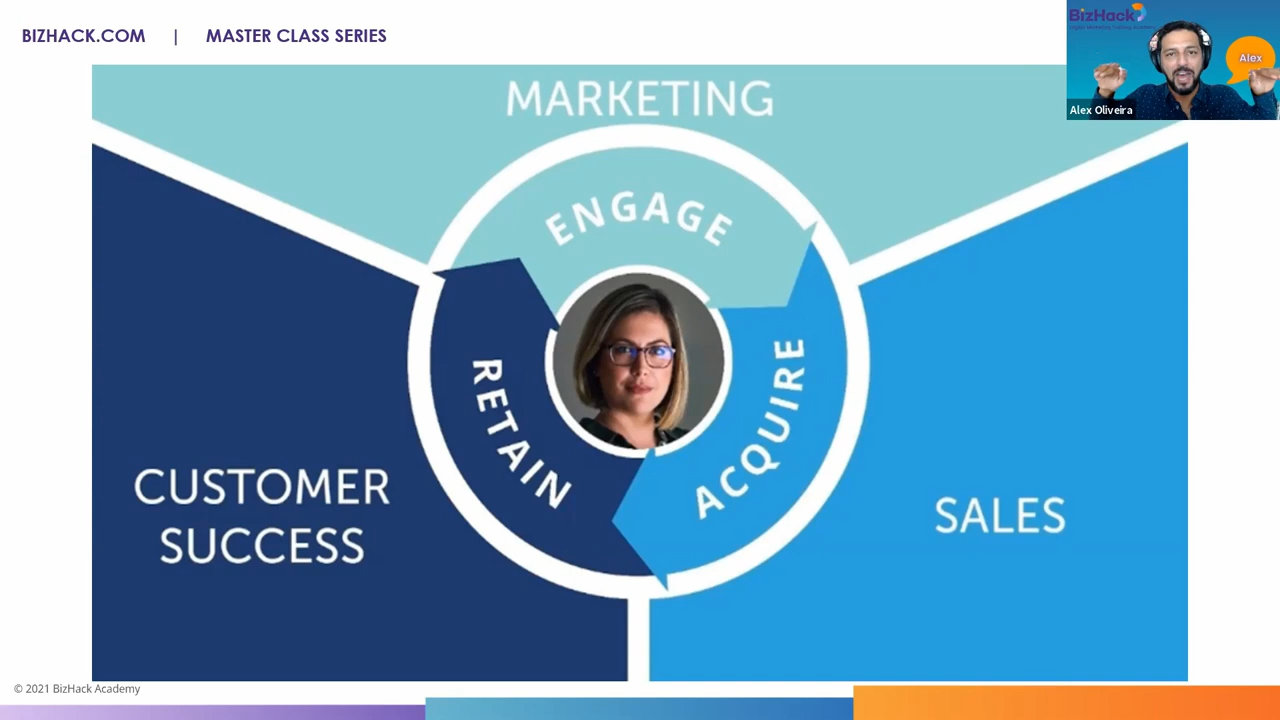 BIZHACK.COM | MASTER CLASS SERIES
BizHack
Alex
Alex Oliveira
MARKETING
ENGAGE
RETAIN
ACQUIRE
CUSTOMER
SUCCESS
SALES
© 2021 BizHack Academy